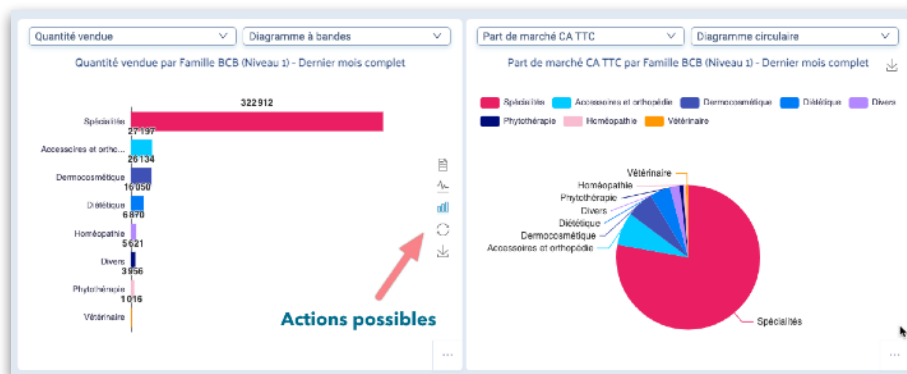 Quantité vendue
Diagramme à bandes
Quantité vendue par Famille BCB (Niveau 1) - Dernier mois complet
322 912
Spécialités
27 197
Accessoires et ortho...
26 134
Dermocosmétique
16 050
Diététique
6 870
Homéopathie
5 621
Divers
3 956
Phytothérapie
1 016
Vétérinaire
Actions possibles
...
Part de marché CA TTC
Diagramme circulaire
Part de marché CA TTC par Famille BCB (Niveau 1) - Dernier mois complet
Spécialités Accessoires et orthopédie Dermocosmétique Diététique Divers
Phytothérapie Homéopathie Vétérinaire
Vétérinaire
Homéopathie
Phytothérapie
Divers
Diététique
Dermocosmétique
Accessoires et orthopédie
Spécialités
...